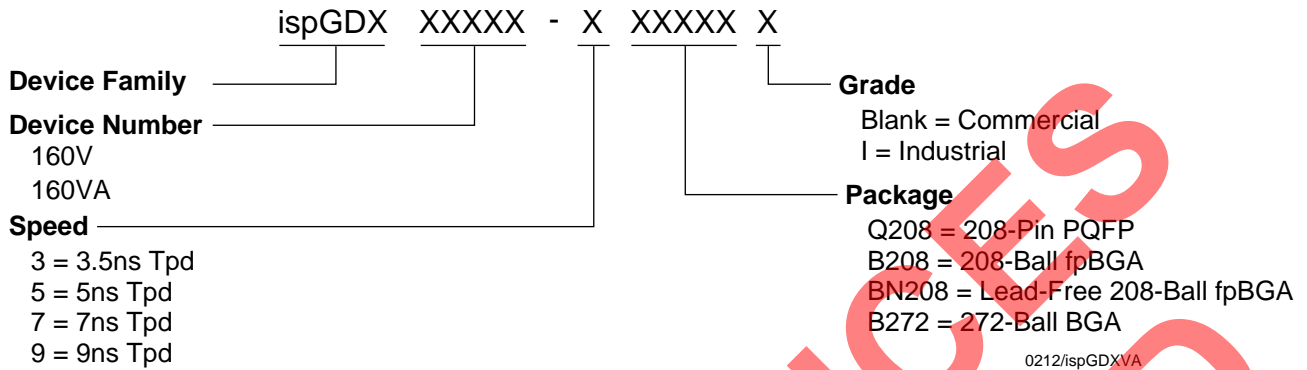 ispGDX XXXXX - X XXXXX X
Device Family
Device Number
160V
160VA
Speed
3 = 3.5ns Tpd
5 = 5ns Tpd
7 = 7ns Tpd
9 = 9ns Tpd
Grade
Blank = Commercial
I = Industrial
Package
Q208 = 208-Pin PQFP
B208 = 208-Ball fpBGA
BN208 = Lead-Free 208-Ball fpBGA
B272 = 272-Ball BGA
0212/ispGDXVA